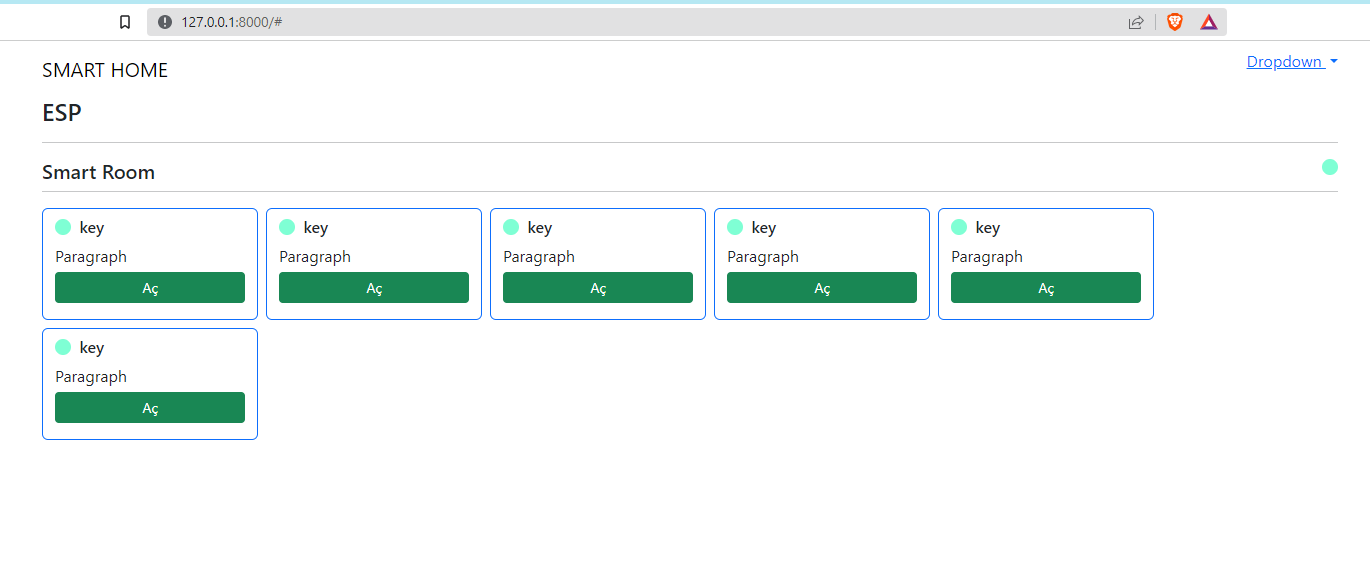 127.0.0.1:8000/#
SMART HOME
Dropdown
ESP
Smart Room
key key key key key
Paragraph Paragraph Paragraph Paragraph Paragraph
Aç Aç Aç Aç Aç
key
Paragraph
Aç